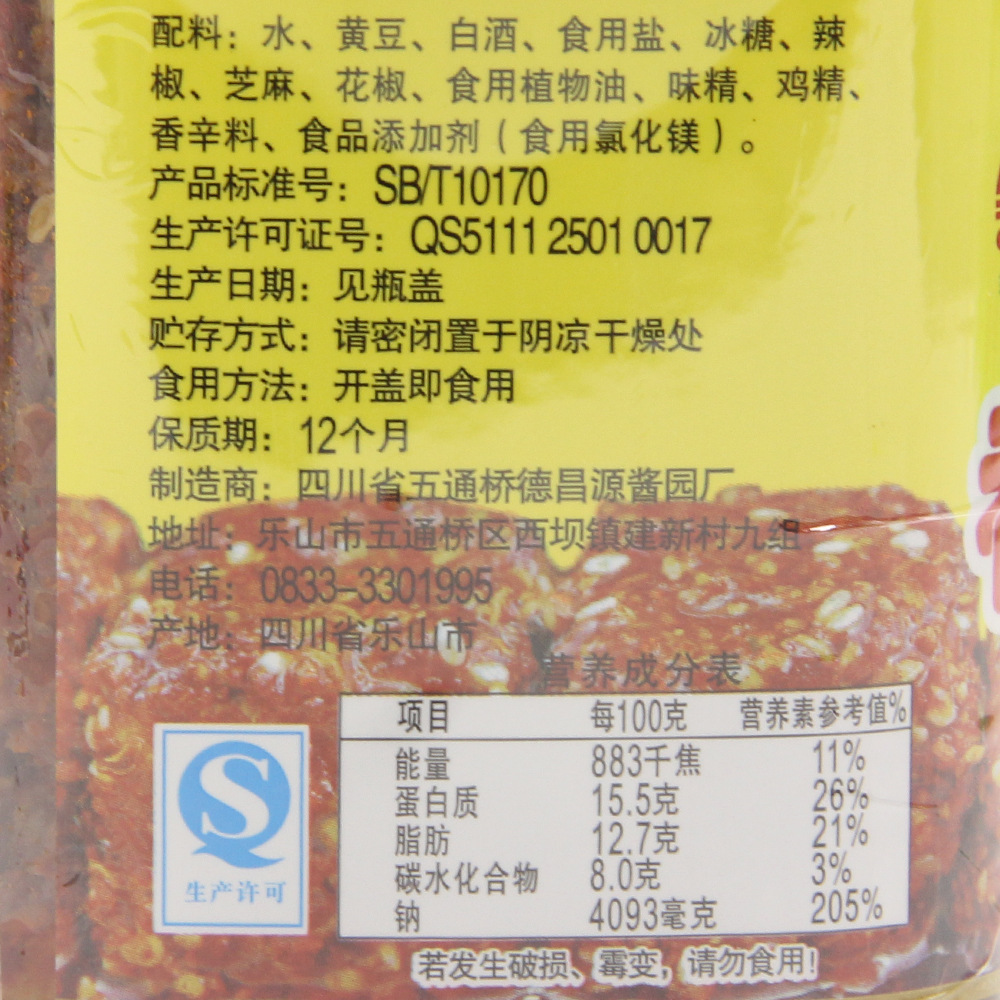 配料：水、黄豆、白酒、食用盐、冰糖、辣
椒、芝麻、花椒、食用植物油、味精、鸡精、
香辛料、食品添加剂（食用氯化镁）。
产品标准号：SB/T10170
生产许可证号：QS5111 2501 0017
生产日期：见瓶盖
贮存方式：请密闭置于阴凉干燥处
食用方法：开盖即食用
保质期：12个月
制造商：四川省五通桥德昌源酱园厂
地址：乐山市五通桥区西坝镇建新村九组
电话：0833-3301995
产地：四川省乐山市
营养成分表
项目 每100克 营养素参考值%
能量 883千焦 11%
蛋白质 15.5克 26%
脂肪 12.7克 21%
碳水化合物 8.0克 3%
钠 4093毫克 205%
生产许可
若发生破损、霉变，请勿食用！